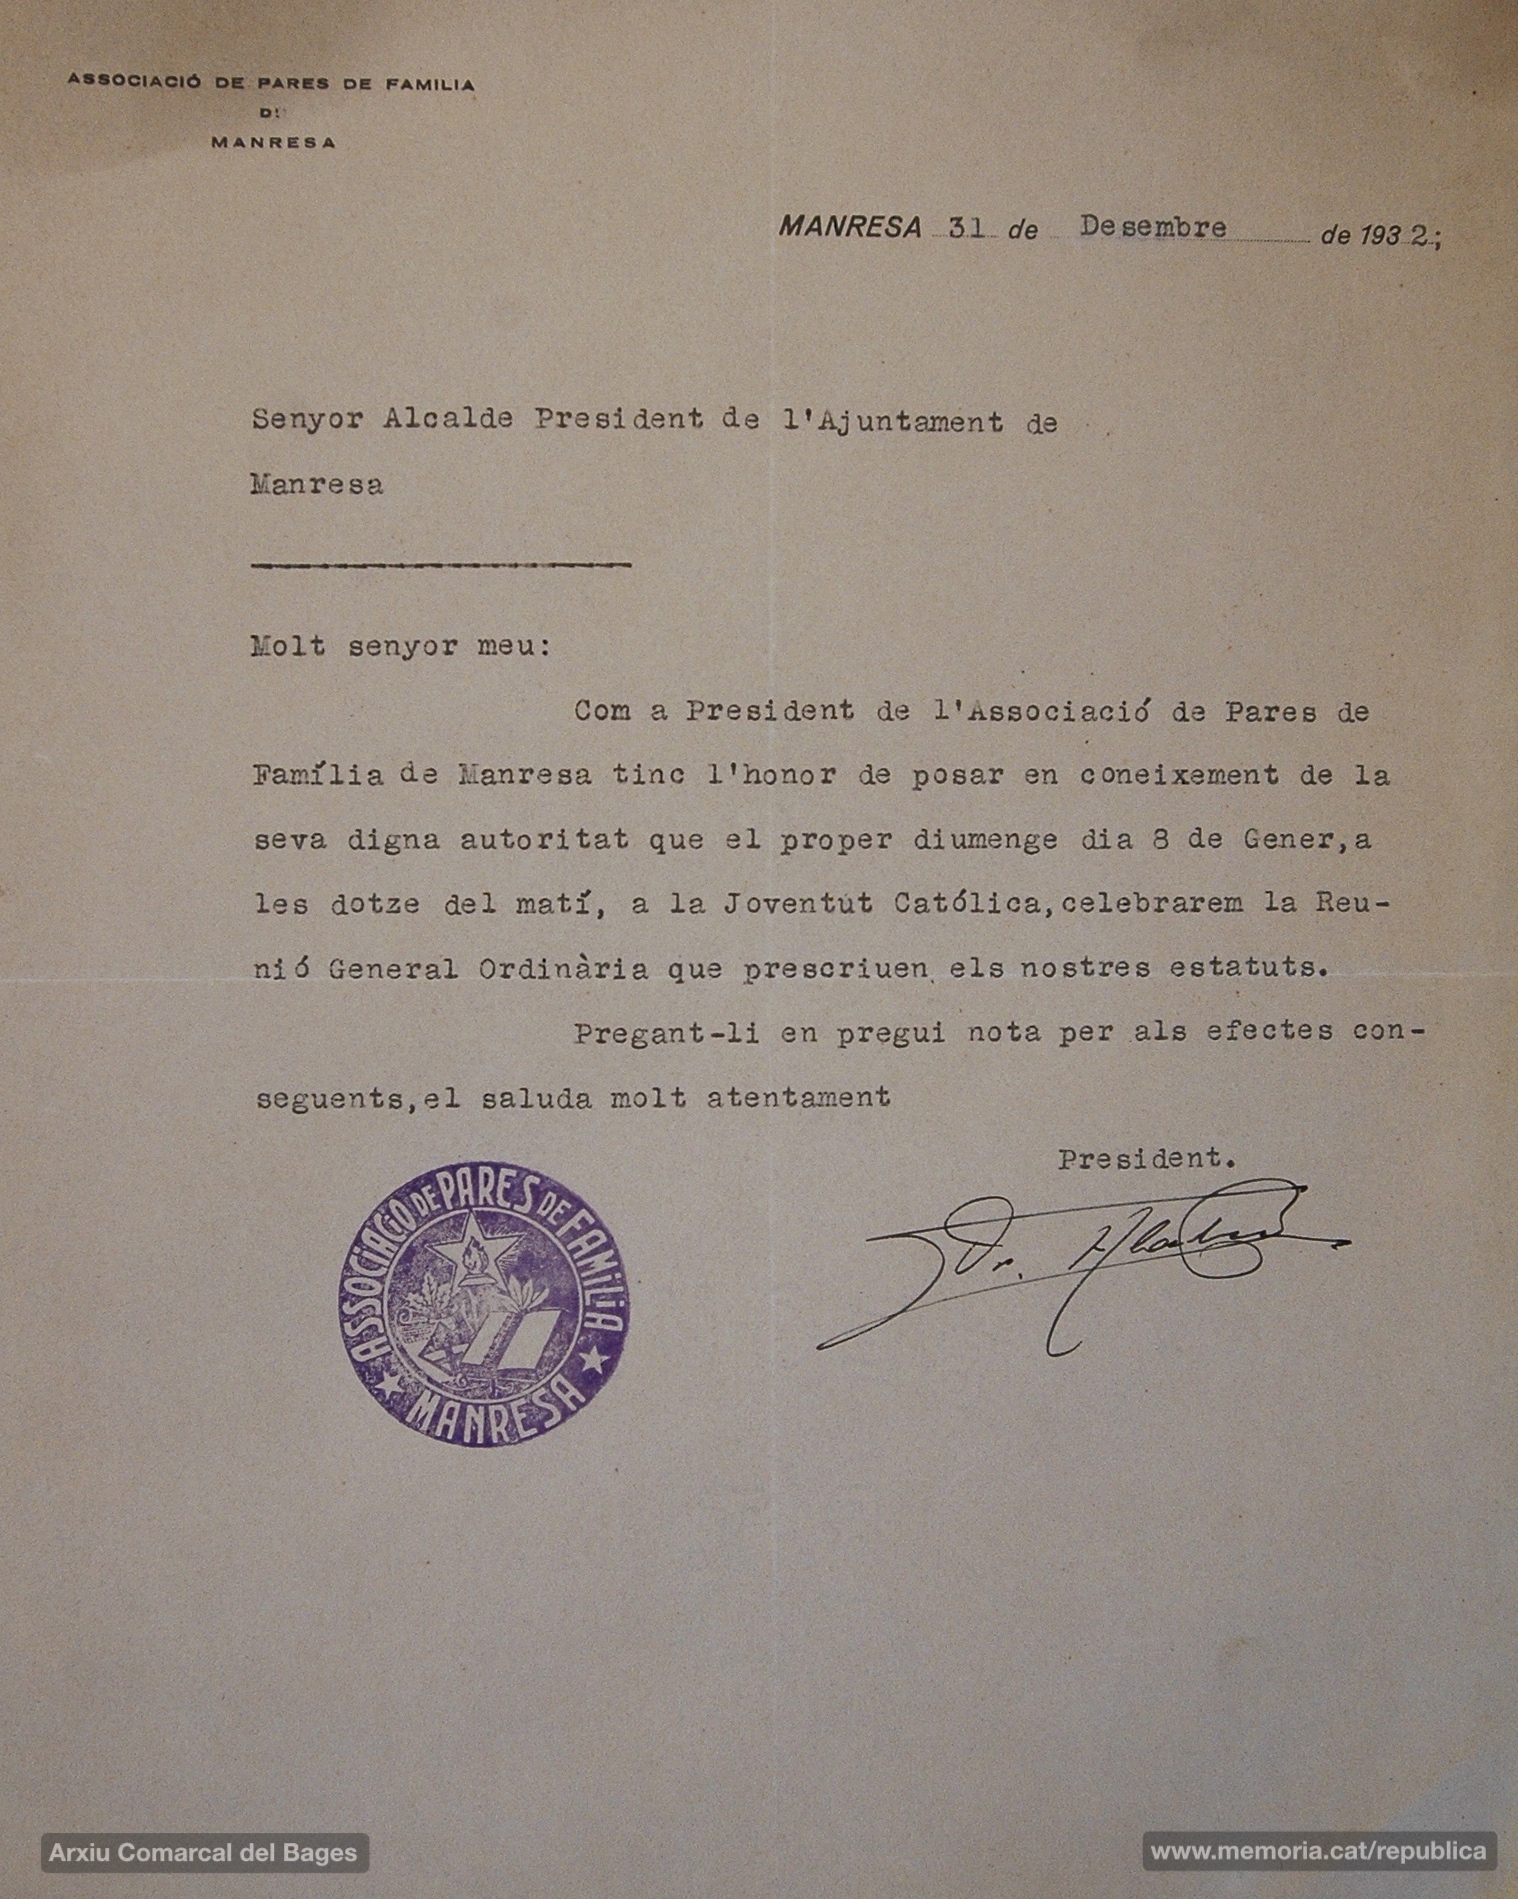 ASSOCIACIÓ DE PARES DE FAMILIA
DE
MANRESA
MANRESA 31 de Desembre de 1932;
Senyor Alcalde President de l'Ajuntament de
Manresa
Molt senyor meu:
Com a President de l'Associació de Pares de
Família de Manresa tinc l'honor de posar en coneixement de la
seva digna autoritat que el proper diumenge dia 8 de Gener,a
les dotze del matí, a la Joventut Católica,celebrarem la Reu-
nió General Ordinària que prescriuen els nostres estatuts.
Pregant-li en pregui nota per als efectes con-
seguents,el saluda molt atentament
President.
Dr.
ASSOCIACIÓ DE PARES DE FAMILIA
MANRESA
Arxiu Comarcal del Bages
www.memoria.cat/republica